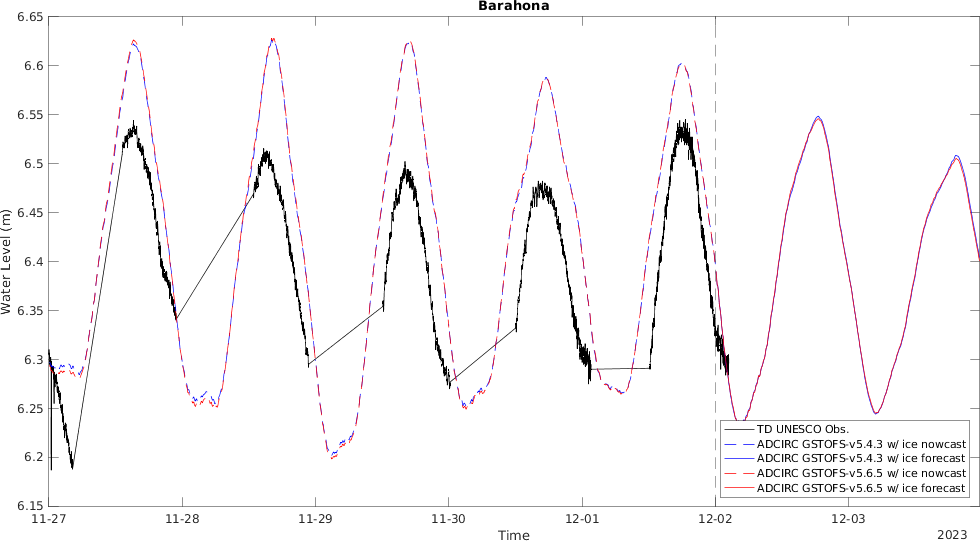 Barahona
6.65
6.6
6.55
6.5
6.45
6.4
6.35
6.3
6.25
6.2
6.15
Water Level (m)
11-27
11-28
11-29
11-30
12-01
12-02
12-03
Time
2023
TD UNESCO Obs.
ADCIRC GSTOFS-v5.4.3 w/ ice nowcast
ADCIRC GSTOFS-v5.4.3 w/ ice forecast
ADCIRC GSTOFS-v5.6.5 w/ ice nowcast
ADCIRC GSTOFS-v5.6.5 w/ ice forecast